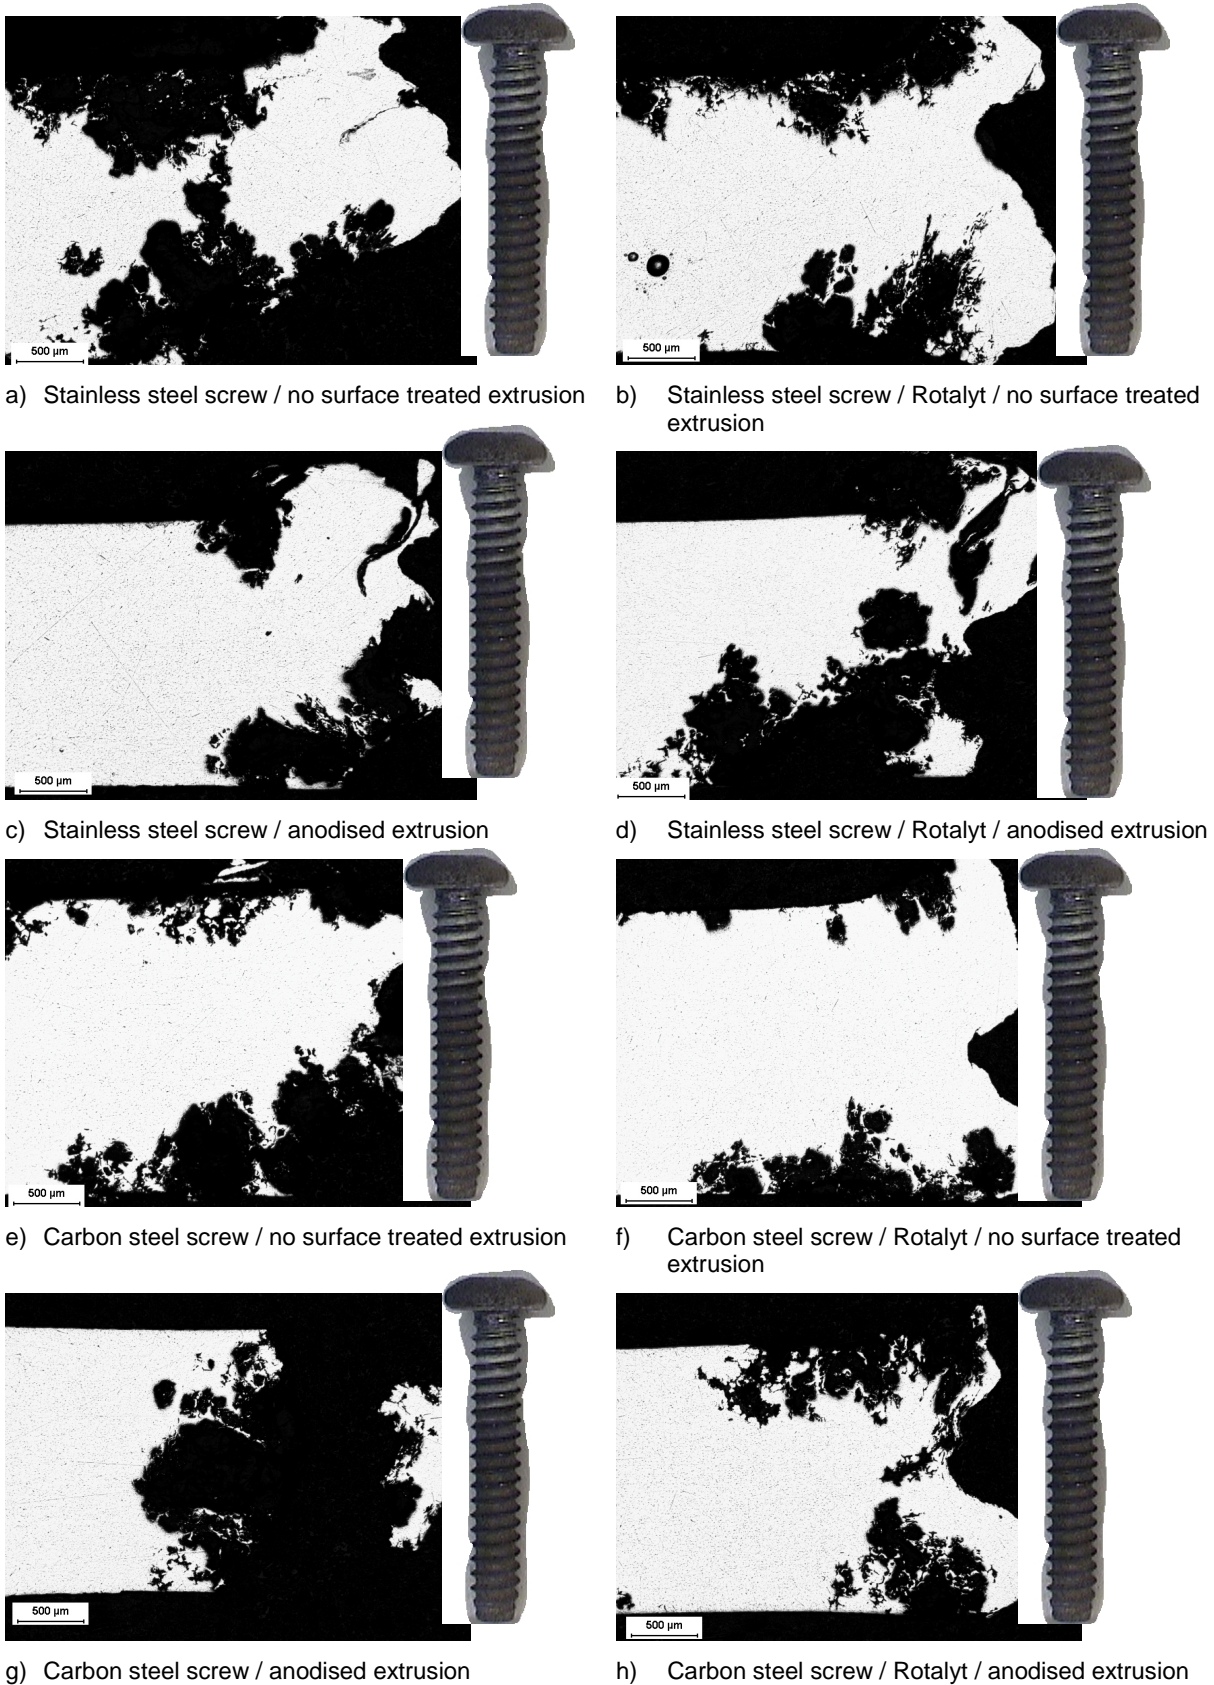 500 µm
500 µm
a) Stainless steel screw / no surface treated extrusion
b) Stainless steel screw / Rotalyt / no surface treated
extrusion
500 µm
500 µm
c) Stainless steel screw / anodised extrusion
d) Stainless steel screw / Rotalyt / anodised extrusion
500 µm
500 µm
e) Carbon steel screw / no surface treated extrusion
f) Carbon steel screw / Rotalyt / no surface treated
extrusion
500 µm
500 µm
g) Carbon steel screw / anodised extrusion
h) Carbon steel screw / Rotalyt / anodised extrusion